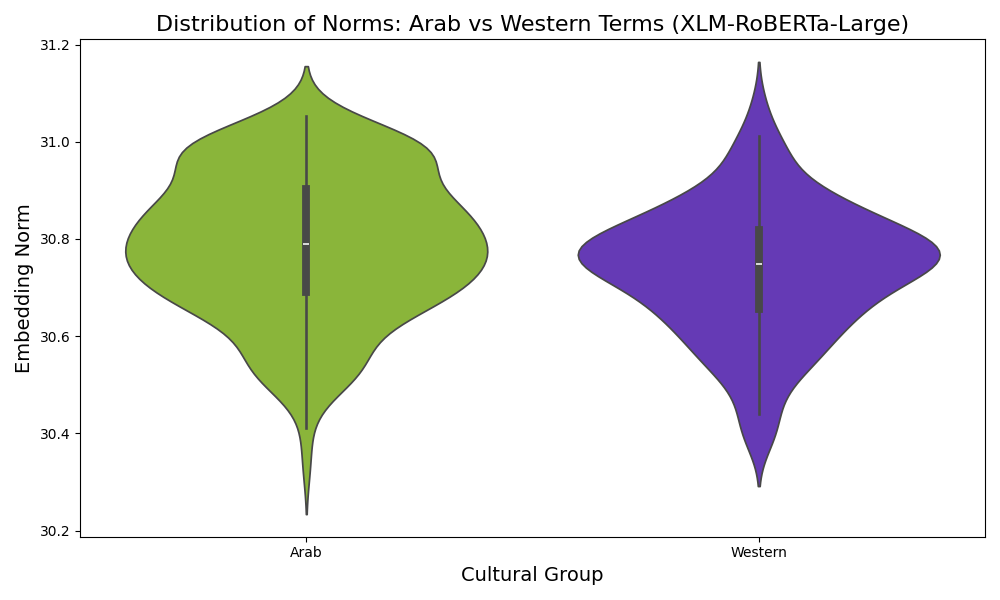 Distribution of Norms: Arab vs Western Terms (XLM-RoBERTa-Large)
31.2
31.0
30.8
30.6
30.4
30.2
Embedding Norm
Arab
Western
Cultural Group